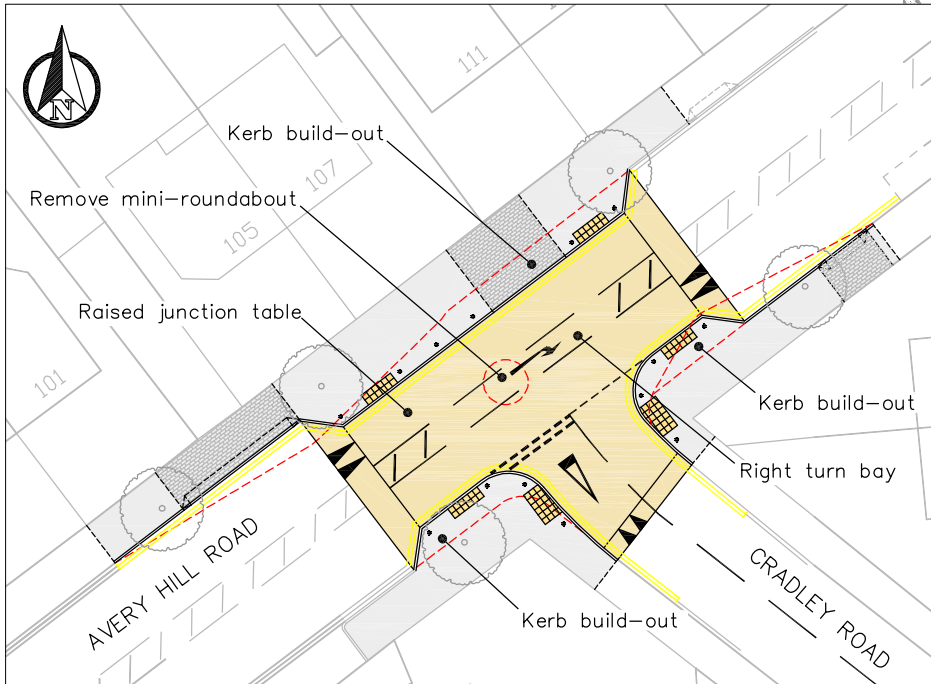 111
N
Kerb build-out
107
Remove mini-roundabout
105
Raised junction table
101
Kerb build-out
Right turn bay
AVERY HILL ROAD
CRADLEY ROAD
Kerb build-out